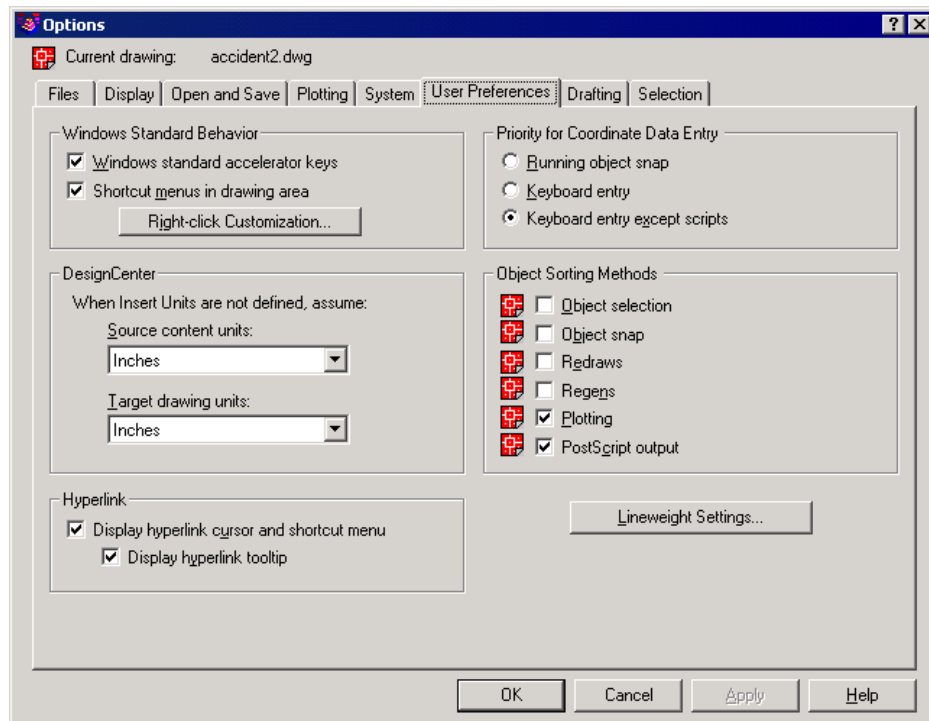 Options
Current drawing: accident2.dwg
Files Display Open and Save Plotting System User Preferences Drafting Selection
Windows Standard Behavior
Windows standard accelerator keys
Shortcut menus in drawing area
Right-click Customization...
Priority for Coordinate Data Entry
Running object snap
Keyboard entry
Keyboard entry except scripts
DesignCenter
When Insert Units are not defined, assume:
Source content units:
Inches
Target drawing units:
Inches
Object Sorting Methods
Object selection
Object snap
Redraws
Regens
Plotting
PostScript output
Hyperlink
Display hyperlink cursor and shortcut menu
Display hyperlink tooltip
Lineweight Settings...
OK Cancel Apply Help